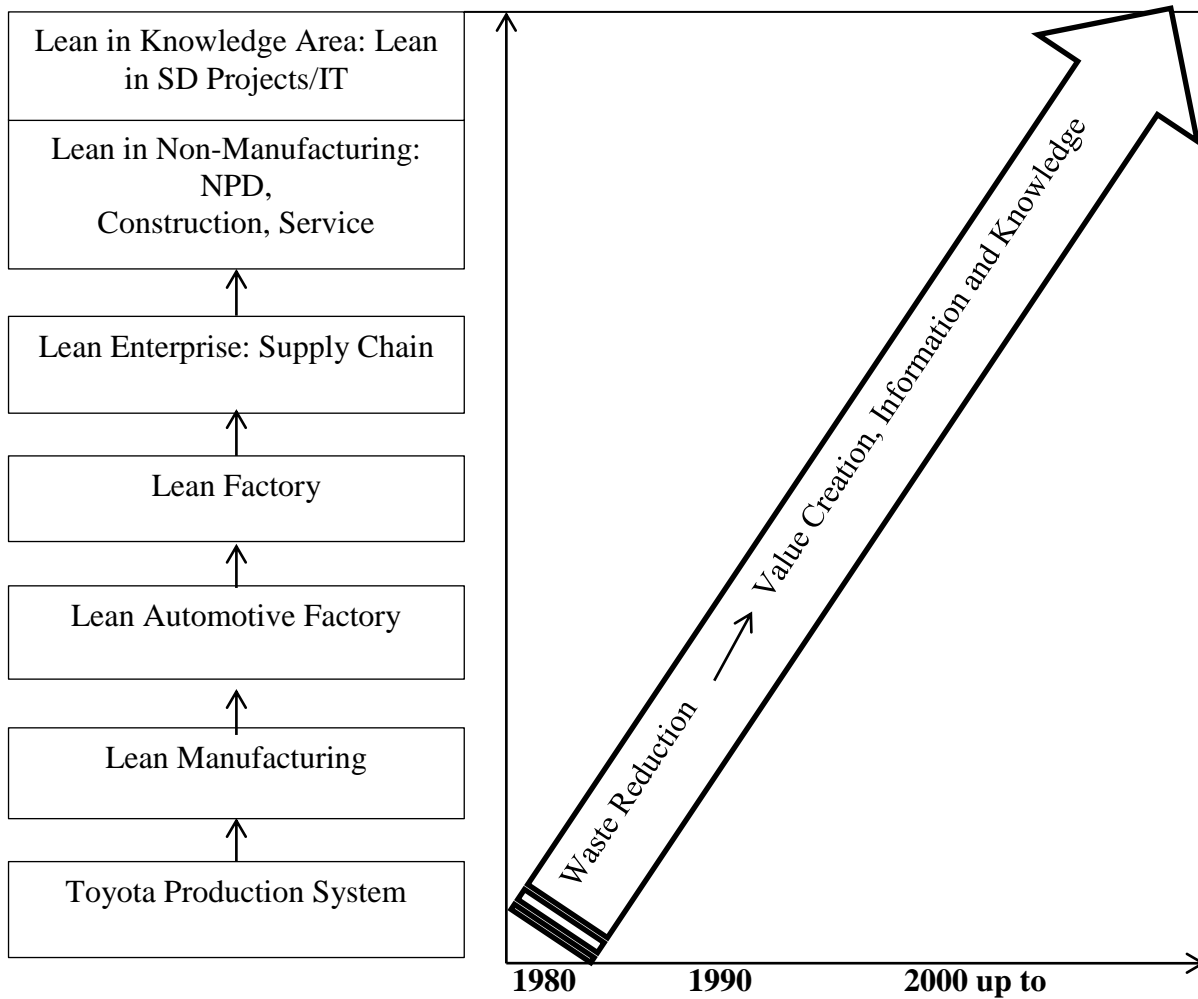 Lean in Knowledge Area: Lean
in SD Projects/IT
Lean in Non-Manufacturing:
NPD,
Construction, Service
Lean Enterprise: Supply Chain
Lean Factory
Lean Automotive Factory
Lean Manufacturing
Toyota Production System
Waste Reduction → Value Creation, Information and Knowledge
1980 1990 2000 up to